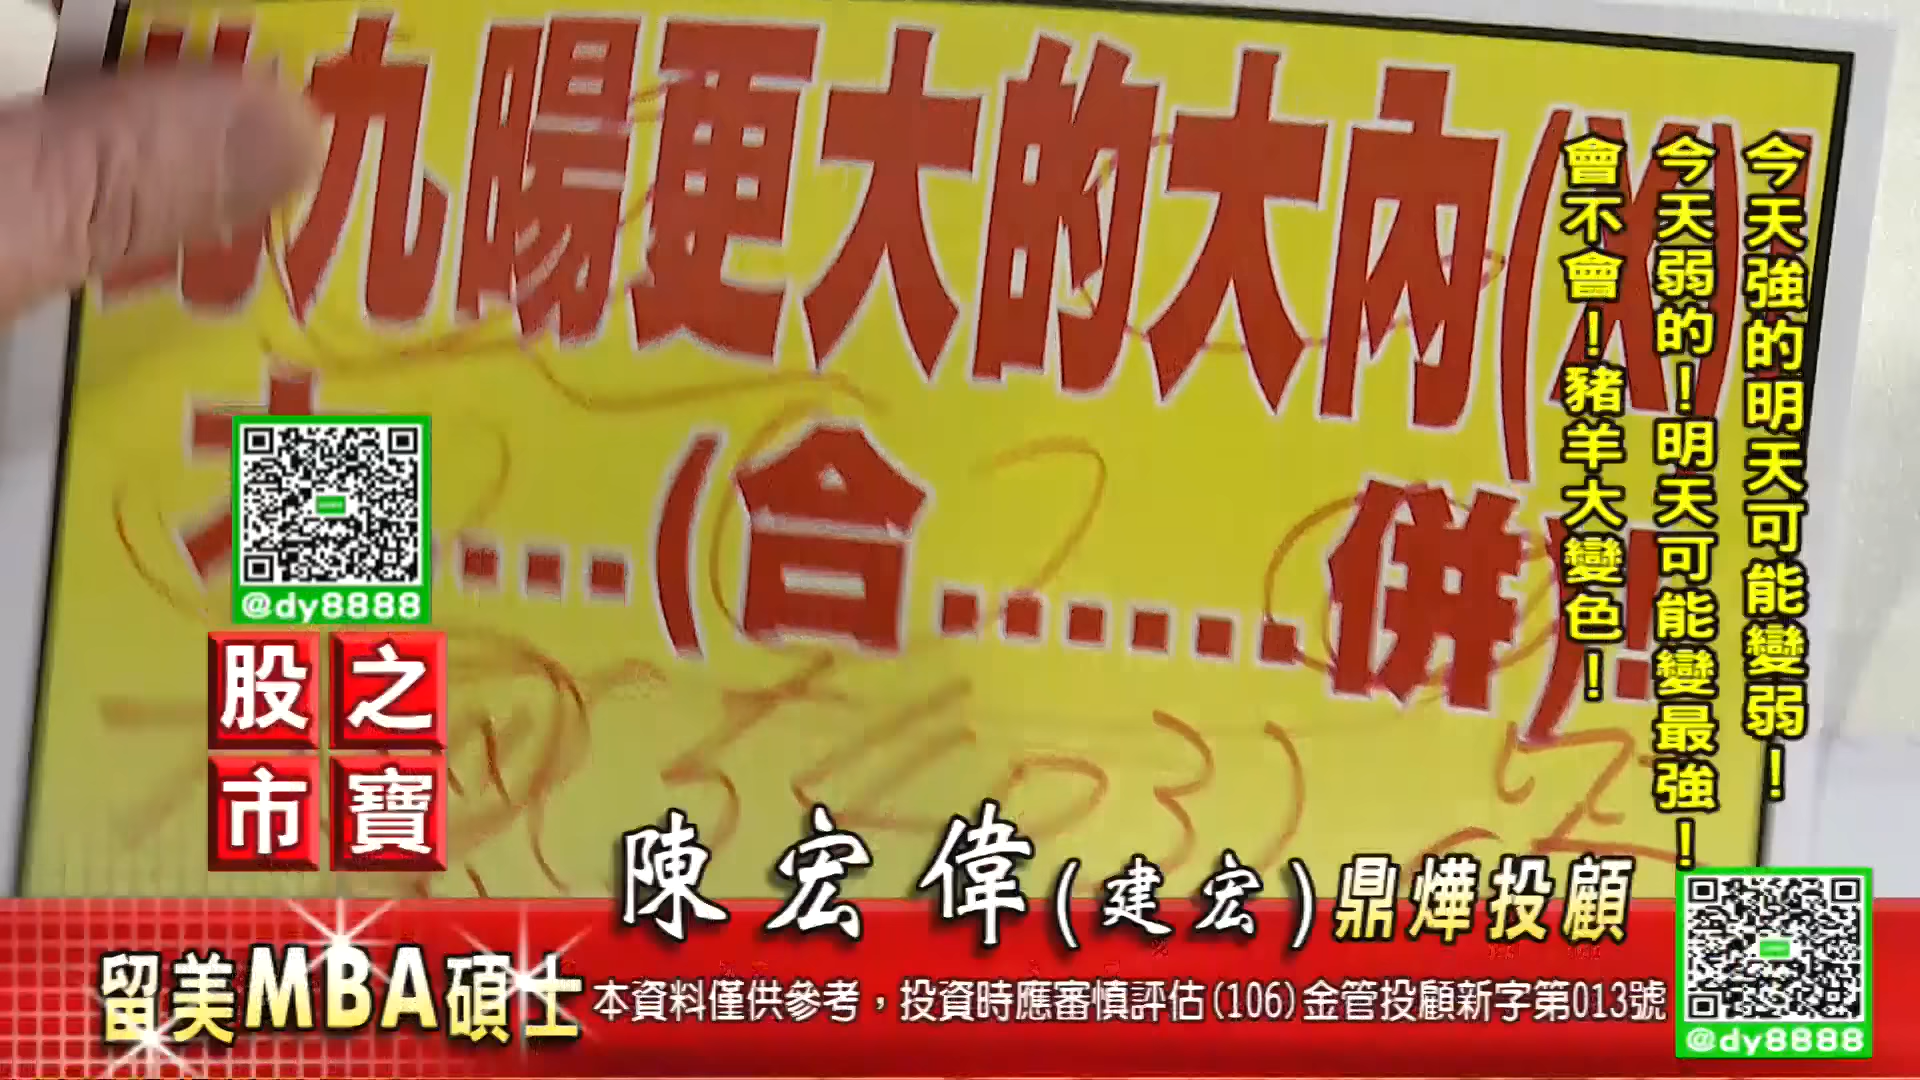 九暘更大的大內(X)!
....(合......併)!
今天強的明天可能變弱！
今天弱的！明天可能變最強！
會不會！豬羊大變色！
@dy8888
股市之寶
陳宏偉(建宏)鼎燁投顧
留美MBA碩士
本資料僅供參考，投資時應審慎評估(106)金管投顧新字第013號
@dy8888